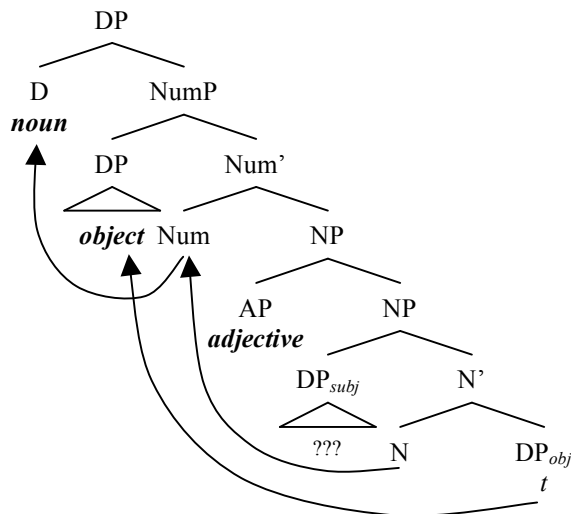 DP
D NumP
noun
DP Num’
object Num NP
AP NP
adjective
DPsubj N’
??? N DPobj
t